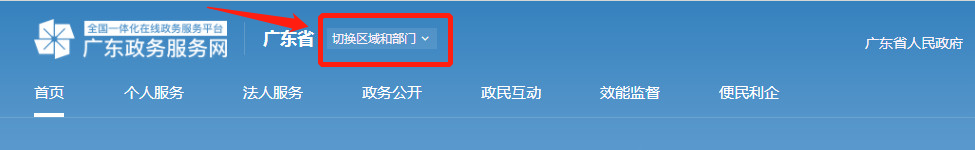 全国一体化在线政务服务平台
广东政务服务网
广东省 切换区域和部门
广东省人民政府
首页 个人服务 法人服务 政务公开 政民互动 效能监督 便民利企